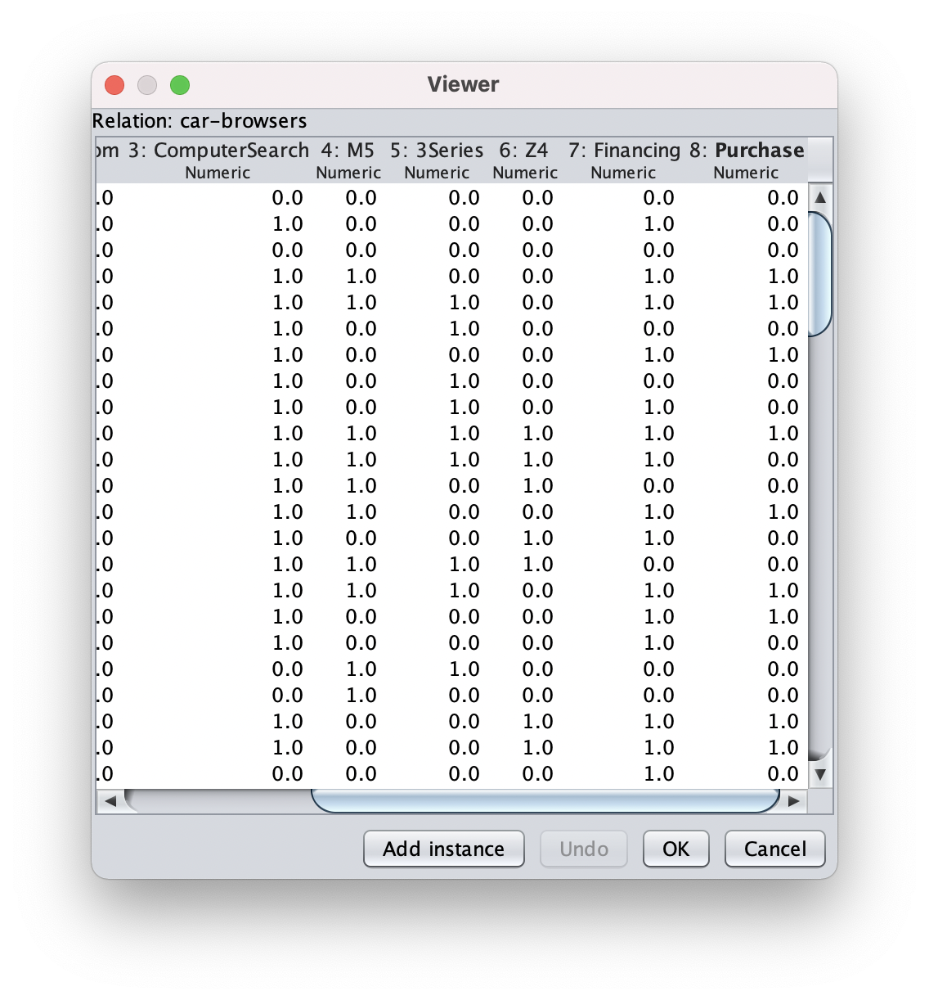 Viewer
Relation: car-browsers
om 3: ComputerSearch 4: M5 5: 3Series 6: Z4 7: Financing 8: Purchase
Numeric Numeric Numeric Numeric Numeric Numeric
.0 0.0 0.0 0.0 0.0 0.0 0.0
.0 1.0 0.0 0.0 0.0 1.0 0.0
.0 0.0 0.0 0.0 0.0 0.0 0.0
.0 1.0 1.0 0.0 0.0 1.0 1.0
.0 1.0 1.0 1.0 0.0 1.0 1.0
.0 1.0 0.0 1.0 0.0 0.0 0.0
.0 1.0 0.0 0.0 0.0 1.0 1.0
.0 1.0 0.0 1.0 0.0 0.0 0.0
.0 1.0 0.0 1.0 0.0 1.0 0.0
.0 1.0 1.0 1.0 1.0 1.0 1.0
.0 1.0 1.0 1.0 1.0 1.0 0.0
.0 1.0 1.0 0.0 1.0 0.0 0.0
.0 1.0 1.0 0.0 0.0 1.0 1.0
.0 1.0 0.0 0.0 1.0 1.0 0.0
.0 1.0 1.0 1.0 1.0 0.0 0.0
.0 1.0 1.0 1.0 0.0 1.0 1.0
.0 1.0 0.0 0.0 0.0 1.0 1.0
.0 1.0 0.0 0.0 0.0 1.0 0.0
.0 0.0 1.0 1.0 0.0 0.0 0.0
.0 0.0 1.0 0.0 0.0 0.0 0.0
.0 1.0 0.0 0.0 1.0 1.0 1.0
.0 1.0 0.0 0.0 1.0 1.0 1.0
.0 0.0 0.0 0.0 0.0 1.0 0.0
Add instance Undo OK Cancel